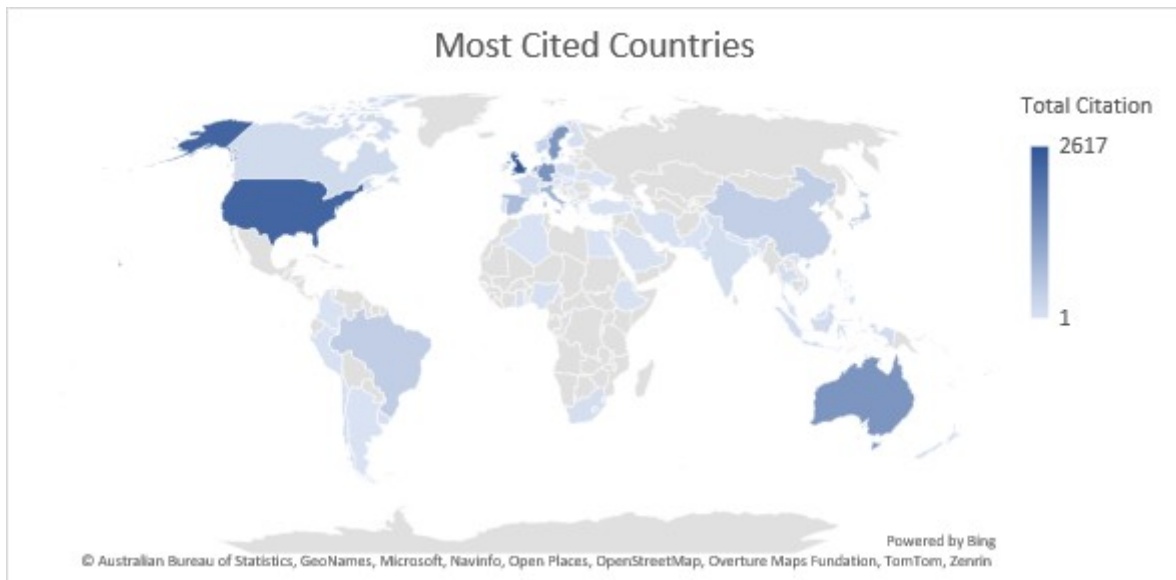 Most Cited Countries
Total Citation
2617
1
Powered by Bing
© Australian Bureau of Statistics, GeoNames, Microsoft, Navinfo, Open Places, OpenStreetMap, Overture Maps Fundation, TomTom, Zenrin